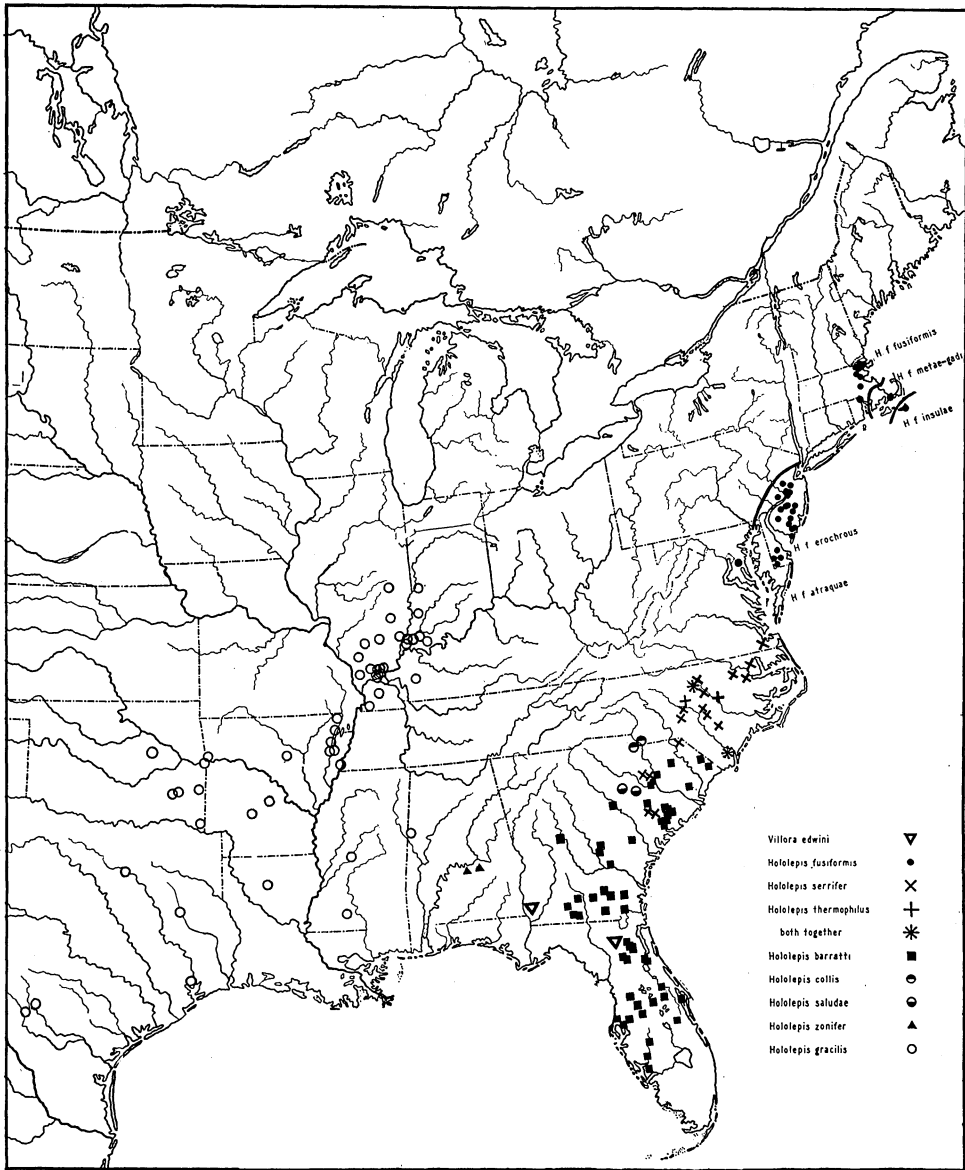 H f fusiformis
H f metae-gadi
H f insulae
H f erochrous
H f atraquae
Villora edwini
Hololepis fusiformis
Hololepis serrifer
Hololepis thermophilus
both together
Hololepis barratti
Hololepis collis
Hololepis saludae
Hololepis zonifer
Hololepis gracilis